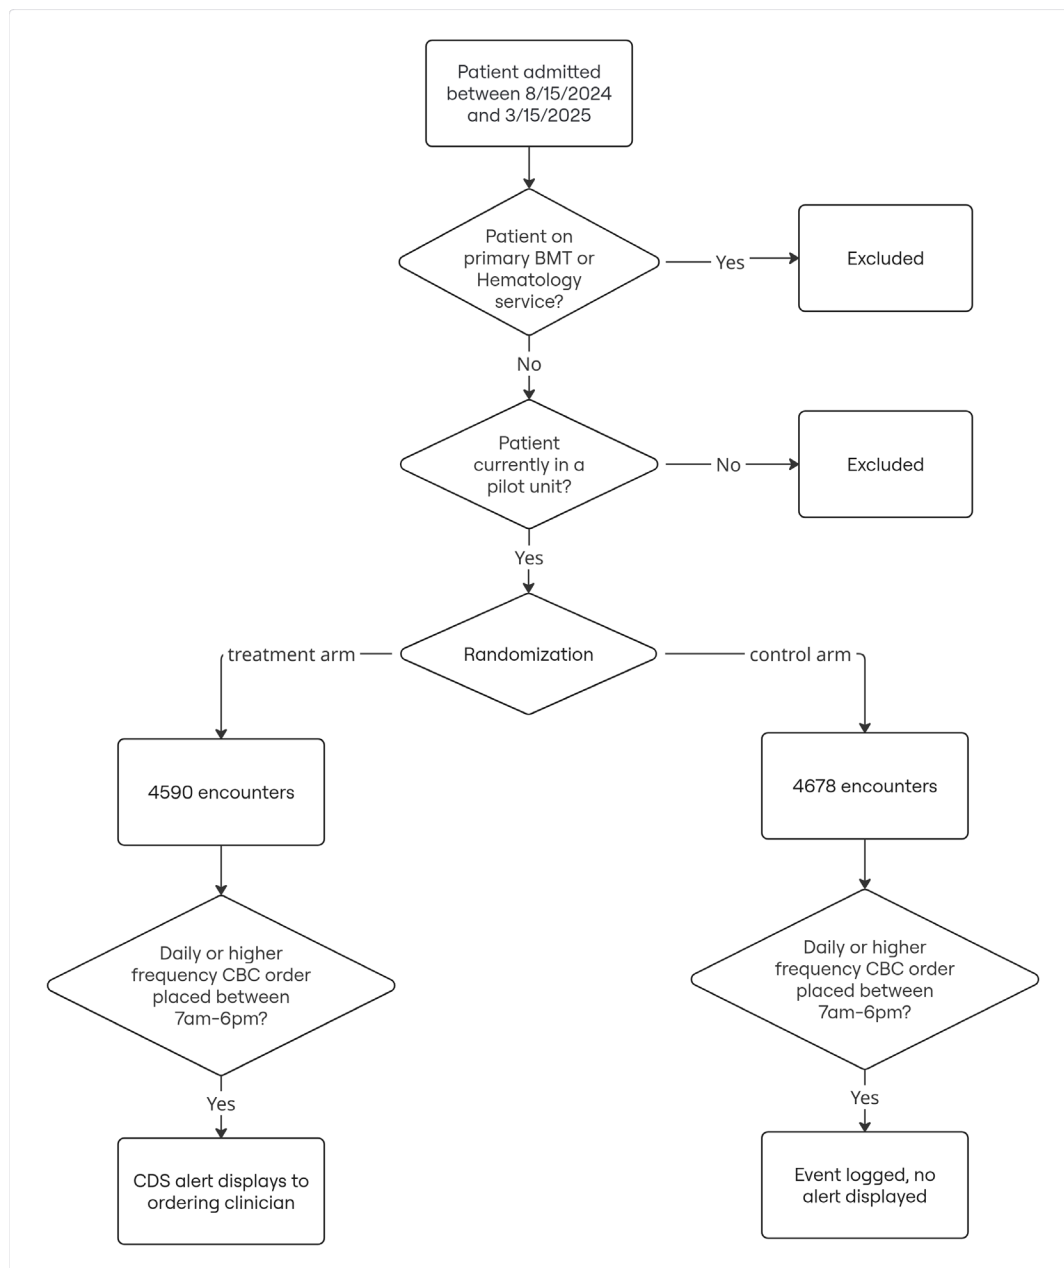 Patient admitted
between 8/15/2024
and 3/15/2025
Patient on
primary BMT or
Hematology
service?
Yes
Excluded
No
Patient
currently in a
pilot unit?
No
Excluded
Yes
treatment arm
Randomization
control arm
4590 encounters
4678 encounters
Daily or higher
frequency CBC order
placed between
7am-6pm?
Daily or higher
frequency CBC order
placed between
7am-6pm?
Yes
Yes
CDS alert displays to
ordering clinician
Event logged, no
alert displayed